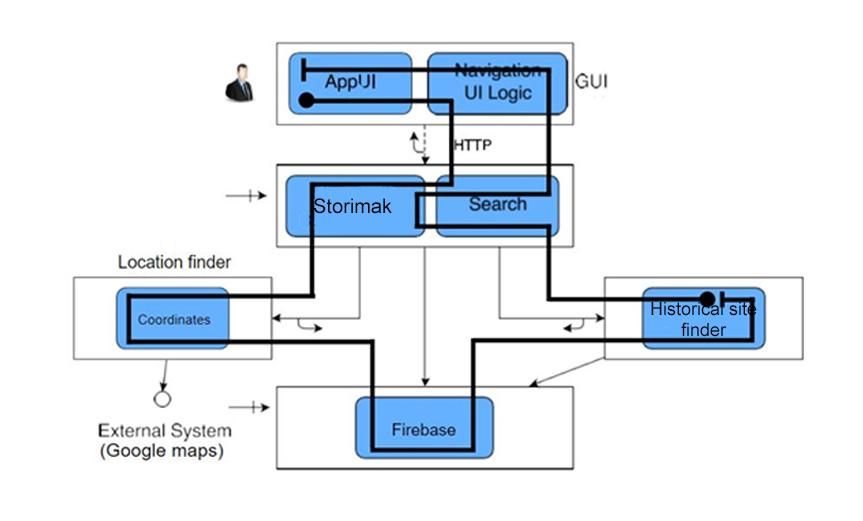 AppUI
Navigation
UI Logic
GUI
HTTP
Storimak
Search
Location finder
Coordinates
Historical site
finder
External System
(Google maps)
Firebase